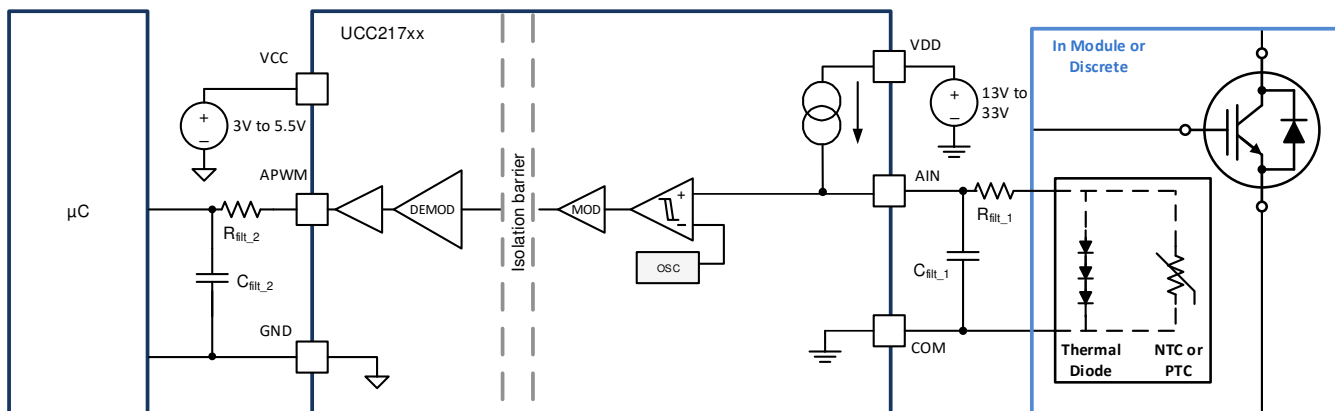 UCC217xx
In Module or
Discrete
VCC
VDD
3V to 5.5V
+
–
+
–
13V to
33V
Isolation barrier
APWM
AIN
µC
DEMOD
MOD
+
–
Rfilt_2
Rfilt_1
OSC
Cfilt_2
Cfilt_1
GND
COM
Thermal
Diode
NTC or
PTC